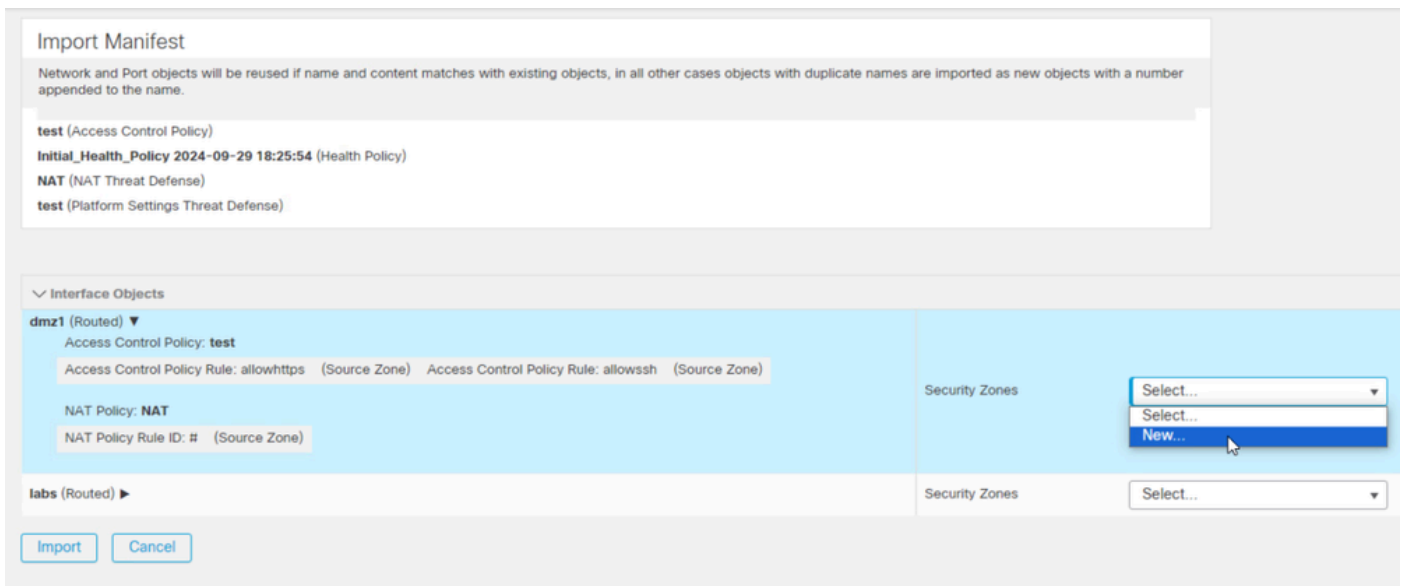 Import Manifest
Network and Port objects will be reused if name and content matches with existing objects, in all other cases objects with duplicate names are imported as new objects with a number
appended to the name.
test (Access Control Policy)
Initial_Health_Policy 2024-09-29 18:25:54 (Health Policy)
NAT (NAT Threat Defense)
test (Platform Settings Threat Defense)
Interface Objects
dmz1 (Routed) ▼
Access Control Policy: test
Access Control Policy Rule: allowhttps (Source Zone) Access Control Policy Rule: allowssh (Source Zone)
NAT Policy: NAT
NAT Policy Rule ID: # (Source Zone)
Security Zones
Select...
Select...
New...
labs (Routed) ▶
Security Zones
Select...
Import
Cancel